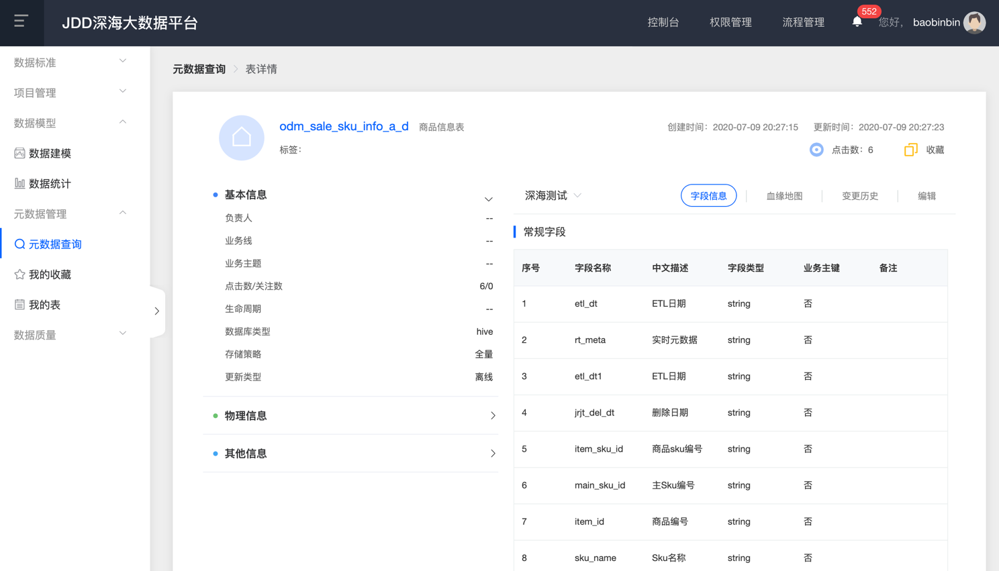 JDD深海大数据平台
控制台
权限管理
流程管理
552
您好,
baobinbin
数据标准
项目管理
数据模型
数据建模
数据统计
元数据管理
元数据查询
我的收藏
我的表
数据质量
元数据查询 > 表详情
odm_sale_sku_info_a_d 商品信息表
标签:
创建时间: 2020-07-09 20:27:15 更新时间: 2020-07-09 20:27:23
点击数: 6 收藏
基本信息
负责人 --
业务线 --
业务主题 --
点击数/关注数 6/0
生命周期 --
数据库类型 hive
存储策略 全量
更新类型 离线
物理信息
其他信息
深海测试
字段信息 血缘地图 变更历史 编辑
常规字段
序号 字段名称 中文描述 字段类型 业务主键 备注
1 etl_dt ETL日期 string 否
2 rt_meta 实时元数据 string 否
3 etl_dt1 ETL日期 string 否
4 jrjt_del_dt 删除日期 string 否
5 item_sku_id 商品sku编号 string 否
6 main_sku_id 主Sku编号 string 否
7 item_id 商品编号 string 否
8 sku_name Sku名称 string 否